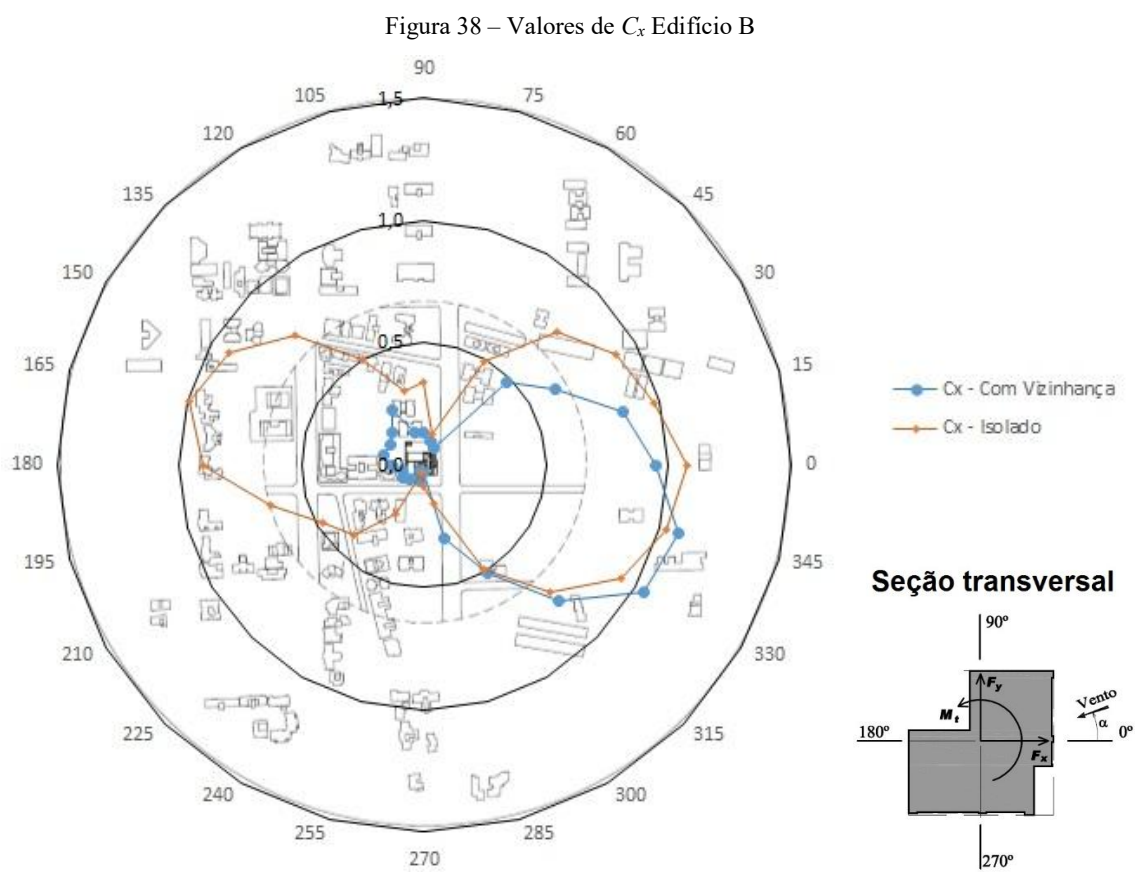 Figura 38 – Valores de Cx Edifício B
90
105
75
1,5
120
60
135
45
1,0
150
30
0,5
165
15
Cx - Com Vizinhança
Cx - Isolado
180
0,0
0
195
345
210
330
225
315
240
300
255
285
270
Seção transversal
90º
Fy
Mt
Vento
α
180º
0º
Fx
270º